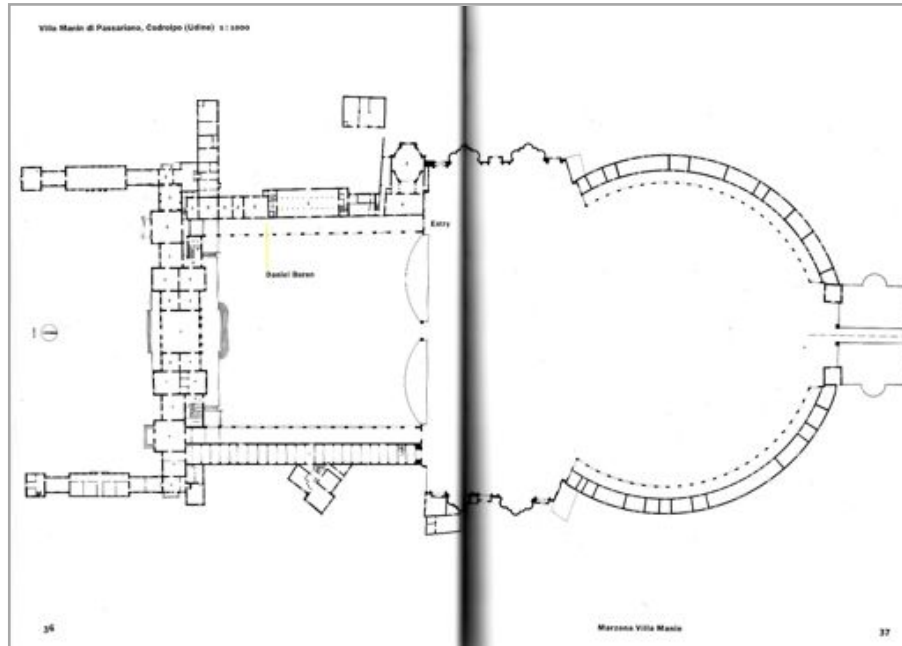 Villa Manin di Passariano, Codroipo (Udine) 1:1000
Entry
Daniel Buren
36
Marzona Villa Manin
37